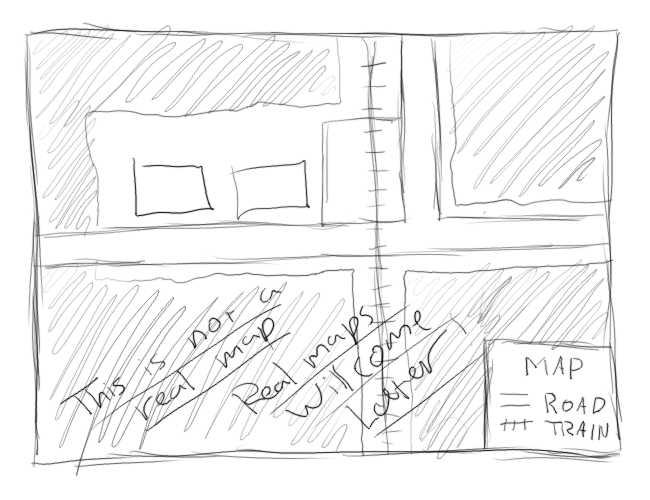 This is not a
real map
Real maps
will come
Later
MAP
ROAD
TRAIN